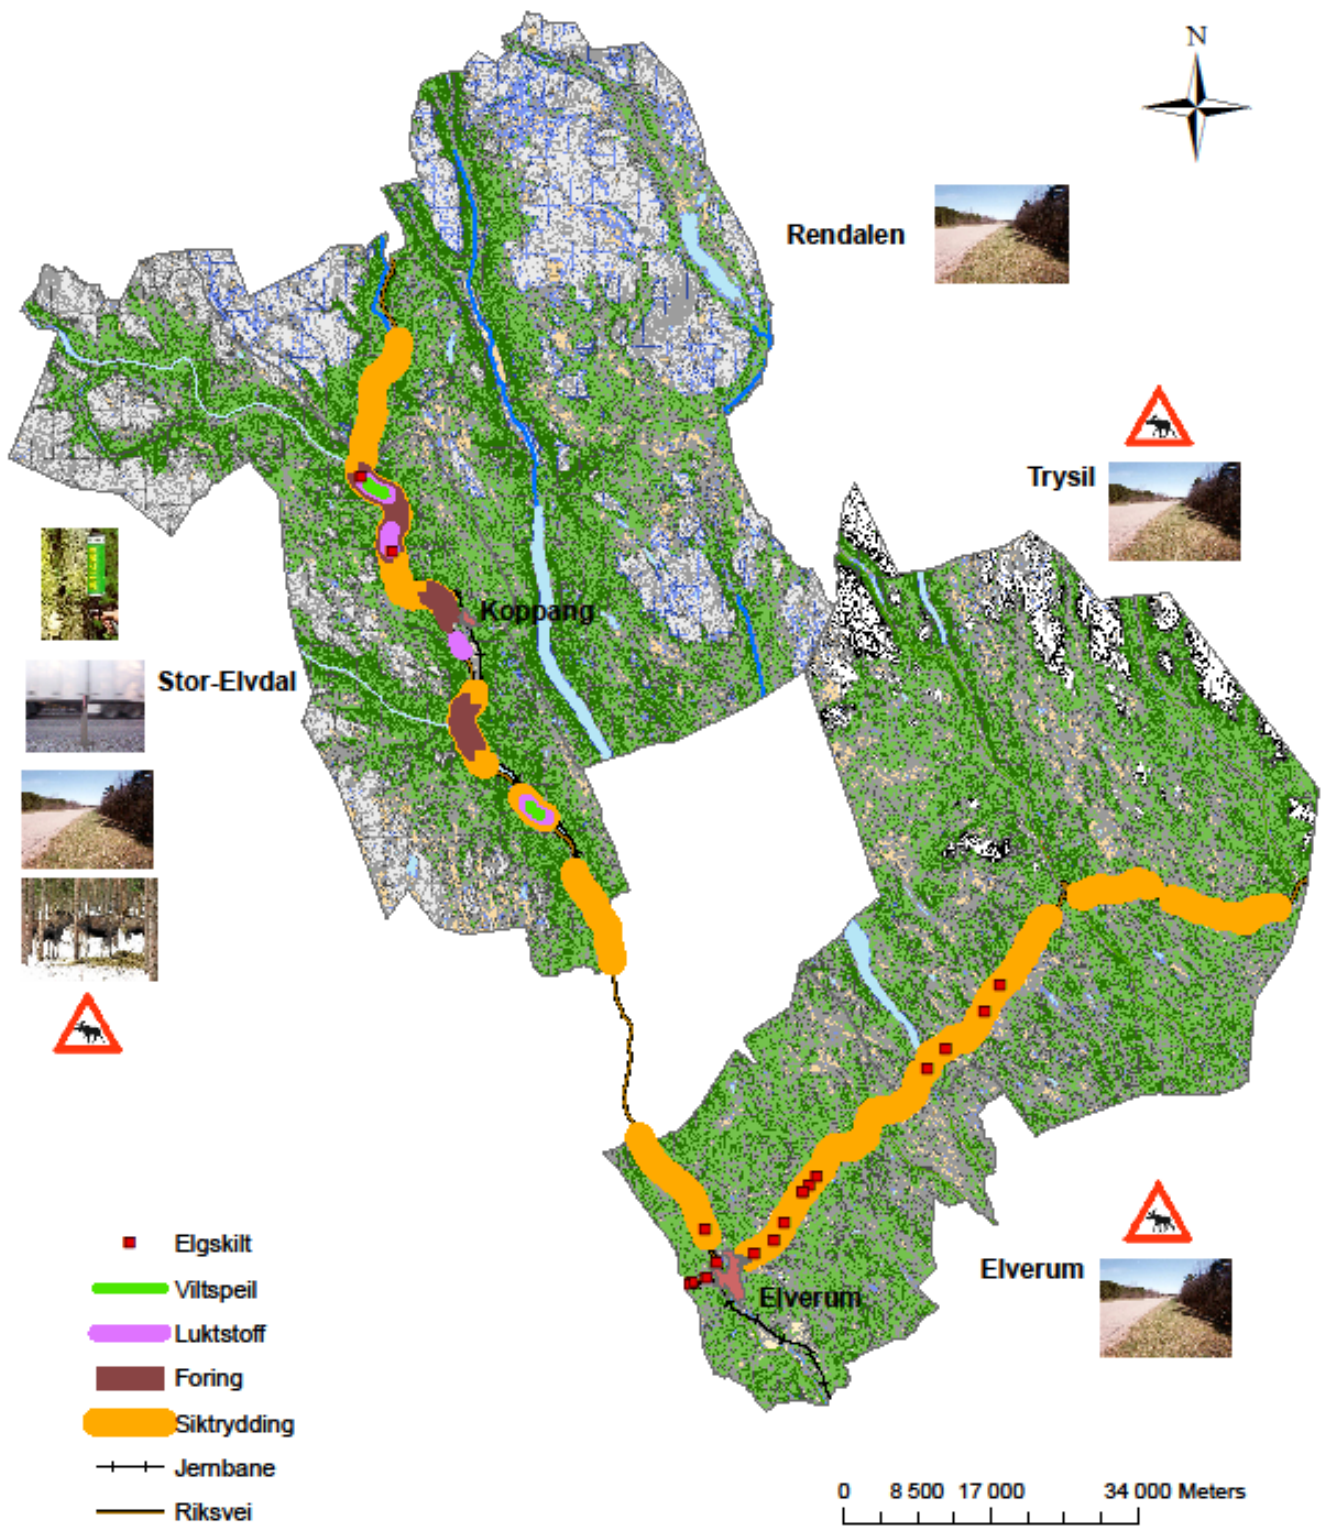 N
Rendalen
Trysil
Koppang
Stor-Elvdal
Elverum
Elverum
Elgskilt
Viltspeil
Luktstoff
Foring
Siktrydding
Jernbane
Riksvei
0 8 500 17 000 34 000 Meters